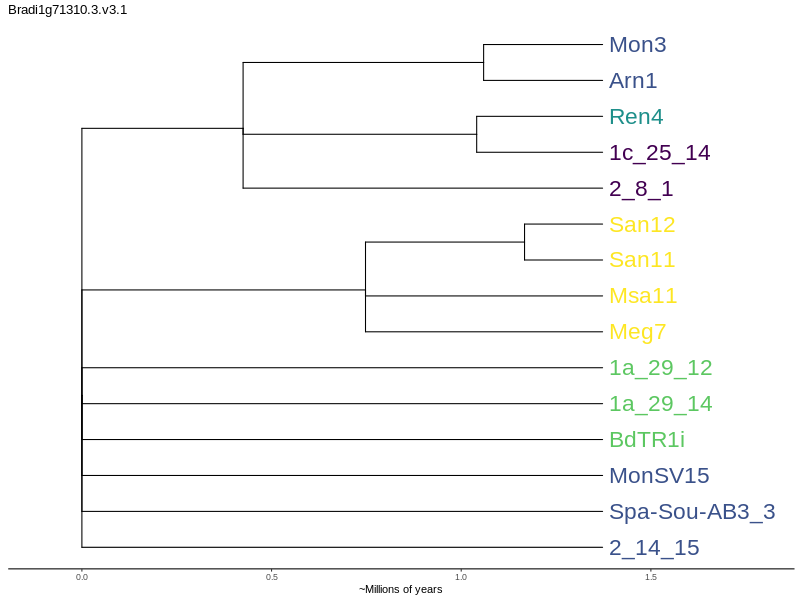 Bradi1g71310.3.v3.1
Mon3
Arn1
Ren4
1c_25_14
2_8_1
San12
San11
Msa11
Meg7
1a_29_12
1a_29_14
BdTR1i
MonSV15
Spa-Sou-AB3_3
2_14_15
0.0 0.5 1.0 1.5
~Millions of years